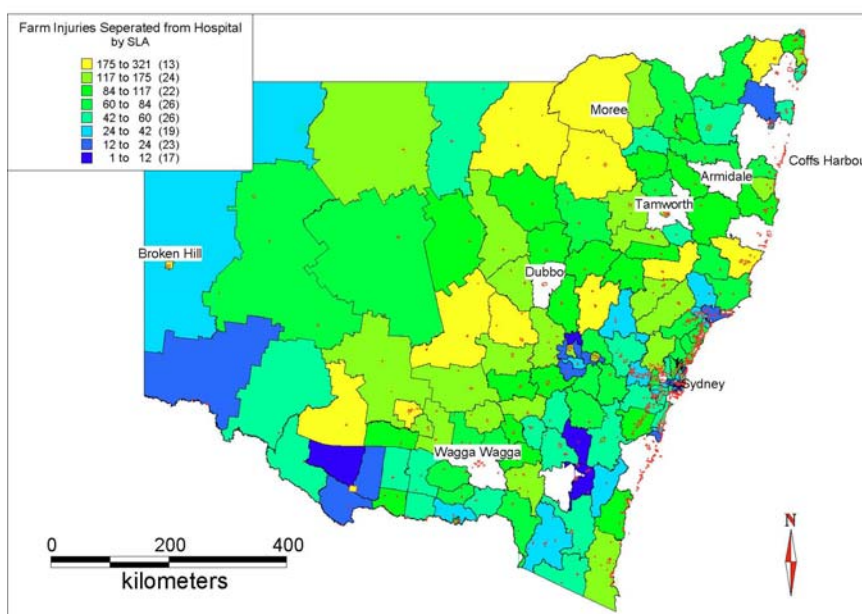 Farm Injuries Seperated from Hospital
by SLA
175 to 321 (13)
117 to 175 (24)
84 to 117 (22)
60 to 84 (26)
42 to 60 (26)
24 to 42 (19)
12 to 24 (23)
1 to 12 (17)
Moree
Coffs Harbou
Armidale
Tamworth
Broken Hill
Dubbo
Sydney
Wagga Wagga
N
0 200 400
kilometers